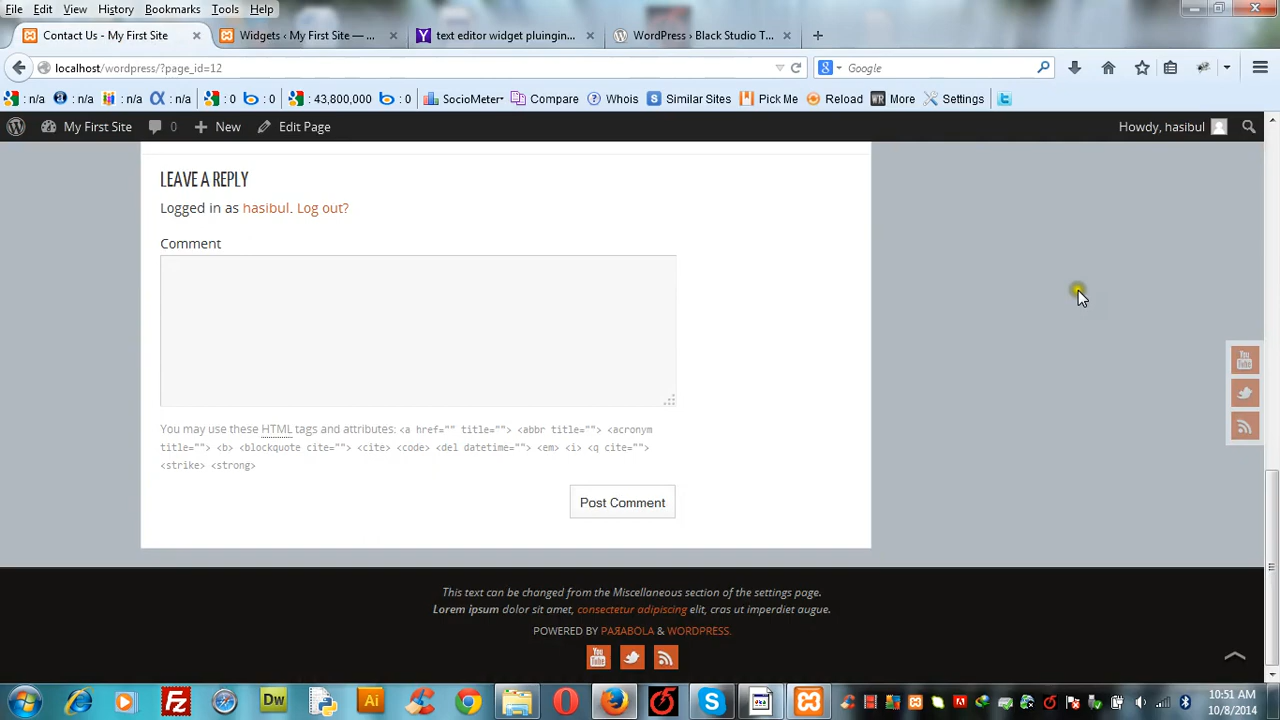 File Edit View History Bookmarks Tools Help
Contact Us - My First Site × Widgets ‹ My First Site — ... × text editor widget pluinging... × WordPress › Black Studio T... × +
localhost/wordpress/?page_id=12 Google
: n/a : n/a : n/a : n/a : 0 : 0 : 43,800,000 : 0 SocioMeter Compare Whois Similar Sites Pick Me Reload More Settings
My First Site 0 New Edit Page Howdy, hasibul
LEAVE A REPLY
Logged in as hasibul. Log out?
Comment
You may use these HTML tags and attributes: <a href="" title=""> <abbr title=""> <acronym
title=""> <b> <blockquote cite=""> <cite> <code> <del datetime=""> <em> <i> <q cite="">
<strike> <strong>
Post Comment
This text can be changed from the Miscellaneous section of the settings page.
Lorem ipsum dolor sit amet, consectetur adipiscing elit, cras ut imperdiet augue.
POWERED BY PAЯABOLA & WORDPRESS.
10:51 AM
10/8/2014